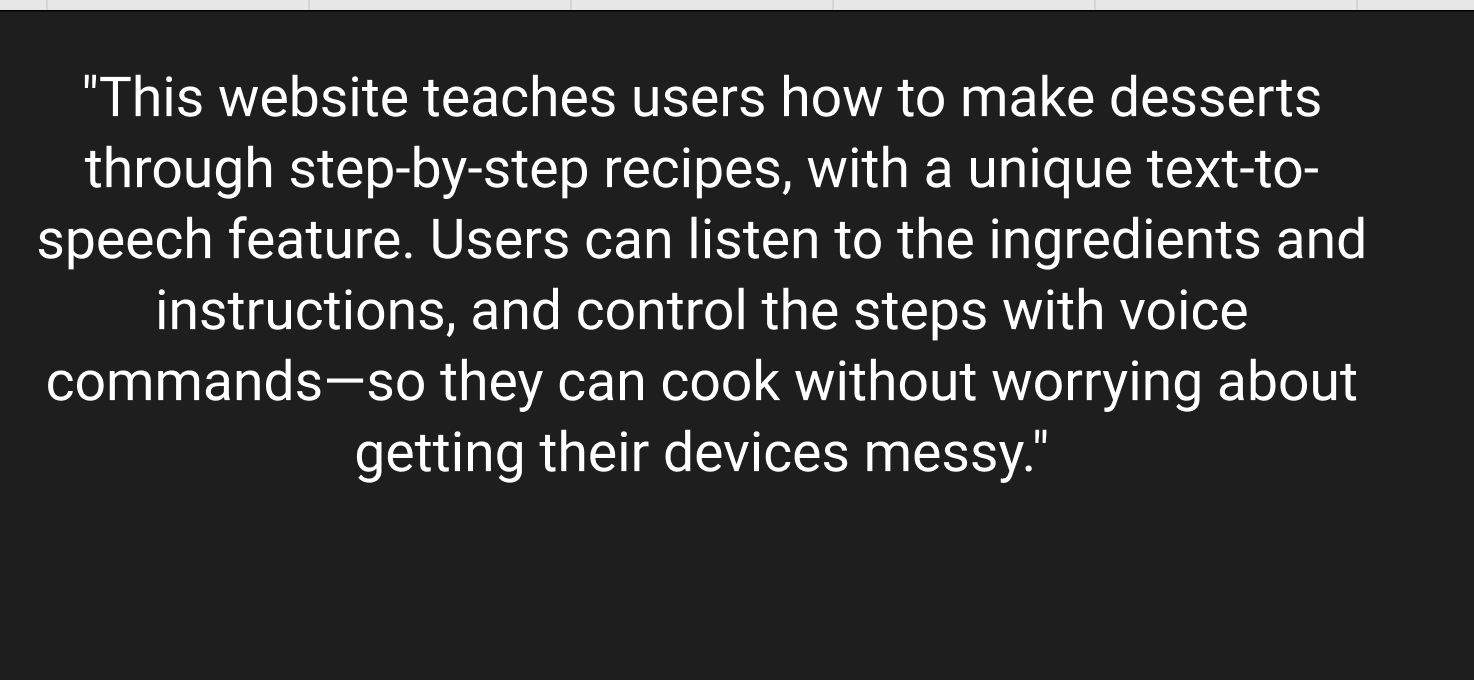 "This website teaches users how to make desserts
through step-by-step recipes, with a unique text-to-
speech feature. Users can listen to the ingredients and
instructions, and control the steps with voice
commands—so they can cook without worrying about
getting their devices messy."